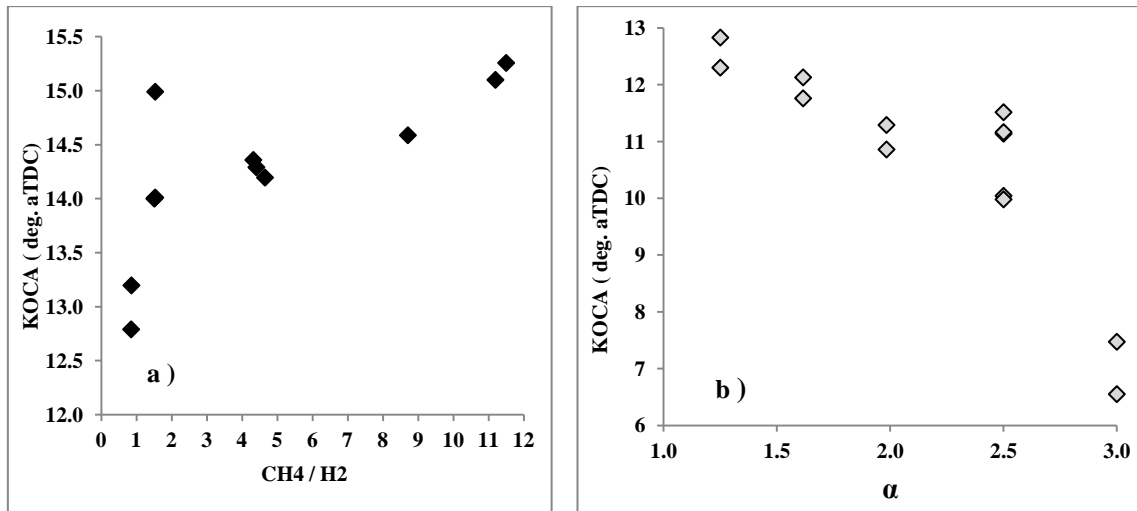 15.5
15.0
14.5
14.0
13.5
13.0
12.5
12.0
KOCA ( deg. aTDC)
a )
0 1 2 3 4 5 6 7 8 9 10 11 12
CH4 / H2
13
12
11
10
9
8
7
6
KOCA ( deg. aTDC)
b )
1.0 1.5 2.0 2.5 3.0
α